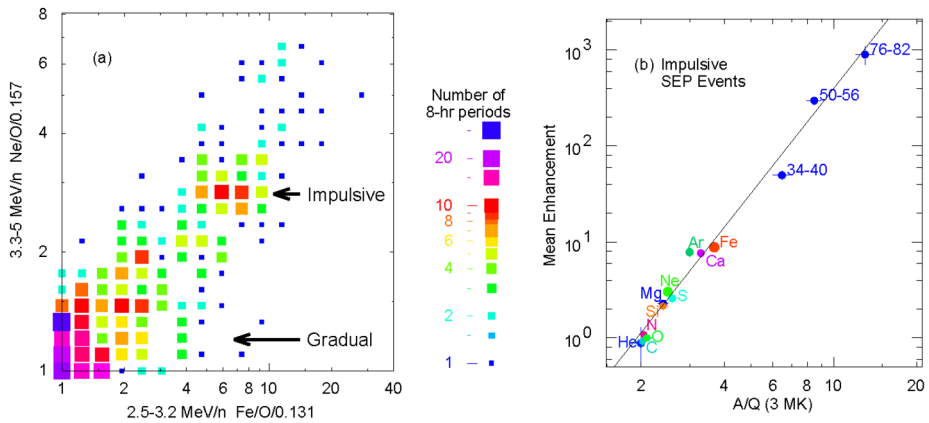 (a)
8
6
4
2
1
3.3-5 MeV/n Ne/O/0.157
1 2 4 6 8 10 20 40
2.5-3.2 MeV/n Fe/O/0.131
Impulsive
Gradual
Number of
8-hr periods
20
10
8
6
4
2
1
(b) Impulsive
SEP Events
Mean Enhancement
10³
10²
10¹
10⁰
76-82
50-56
34-40
Ar
Fe
Ca
Ne
Mg
S
Si
N
O
He
C
2 4 6 8 10 20
A/Q (3 MK)